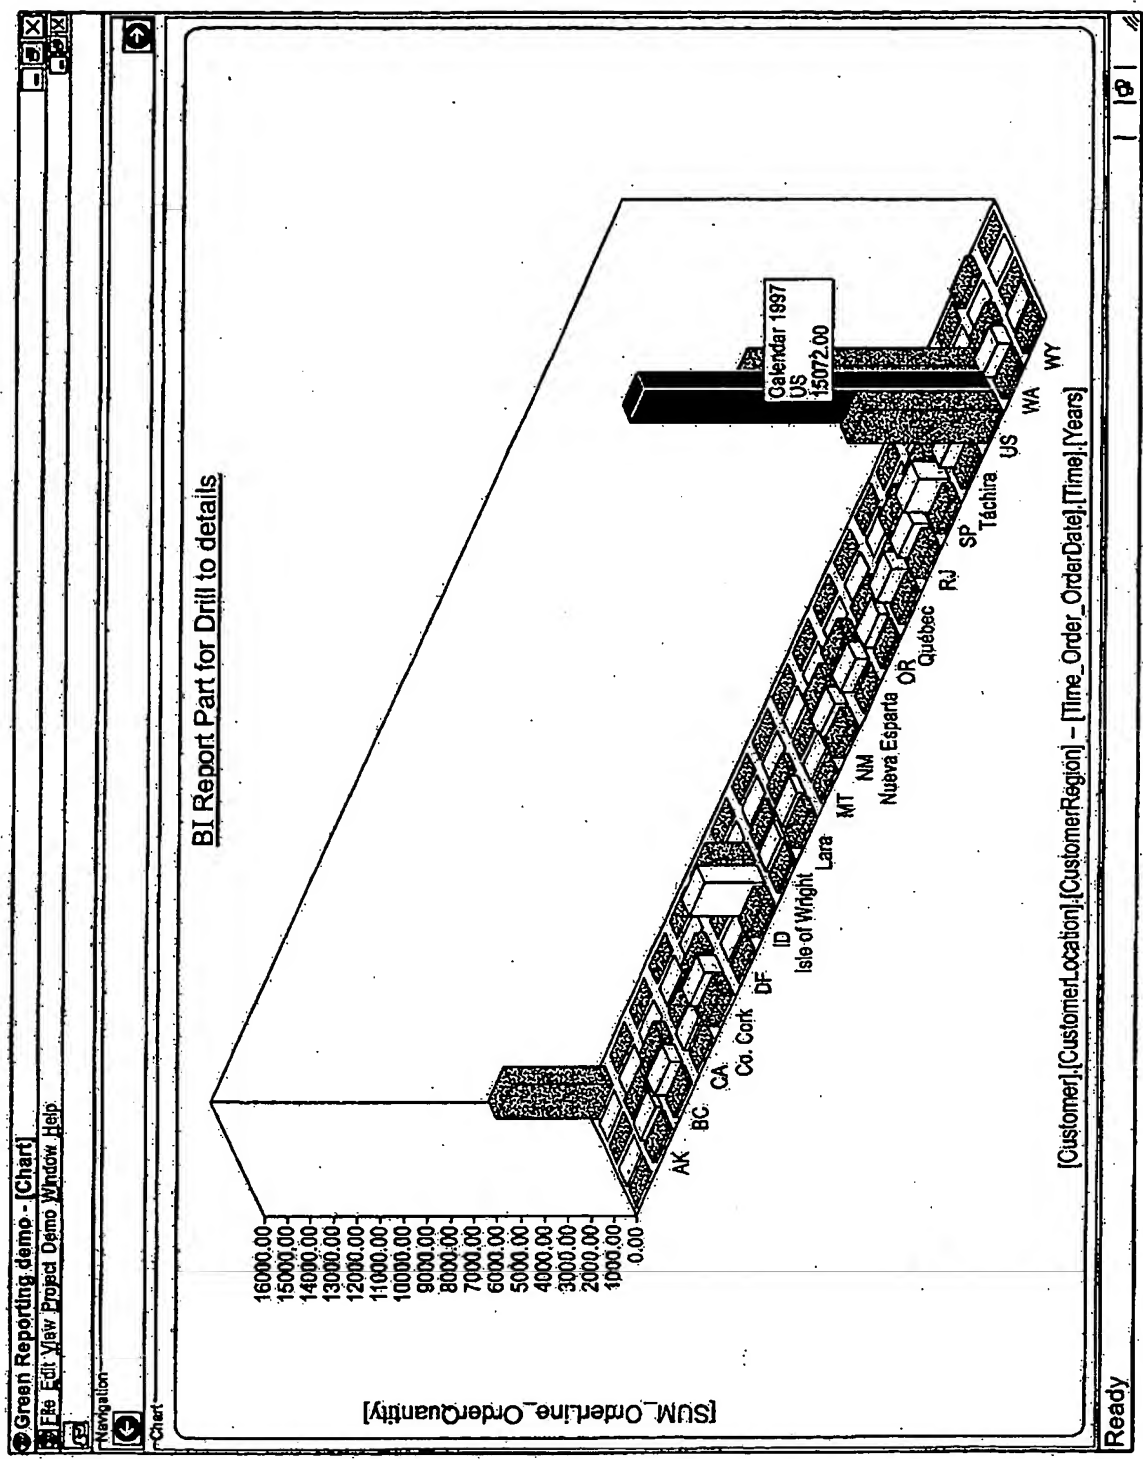 Green Reporting demo - [Chart]
File Edit View Project Demo Window Help
Navigation
Chart
BI Report Part for Drill to details
16000.00
15000.00
14000.00
13000.00
12000.00
11000.00
10000.00
9000.00
8000.00
7000.00
6000.00
5000.00
4000.00
3000.00
2000.00
1000.00
0.00
[SUM_OrderLine_OrderQuantity]
Calendar 1997
US
15072.00
AK
BC
CA
Co. Cork
DF
ID
Isle of Wright
Lara
MT
NM
Nueva Esparta
OR
Québec
RJ
SP
Táchira
US
WA
WY
[Customer].[CustomerLocation].[CustomerRegion] – [Time_Order_OrderDate].[Time].[Years]
Ready